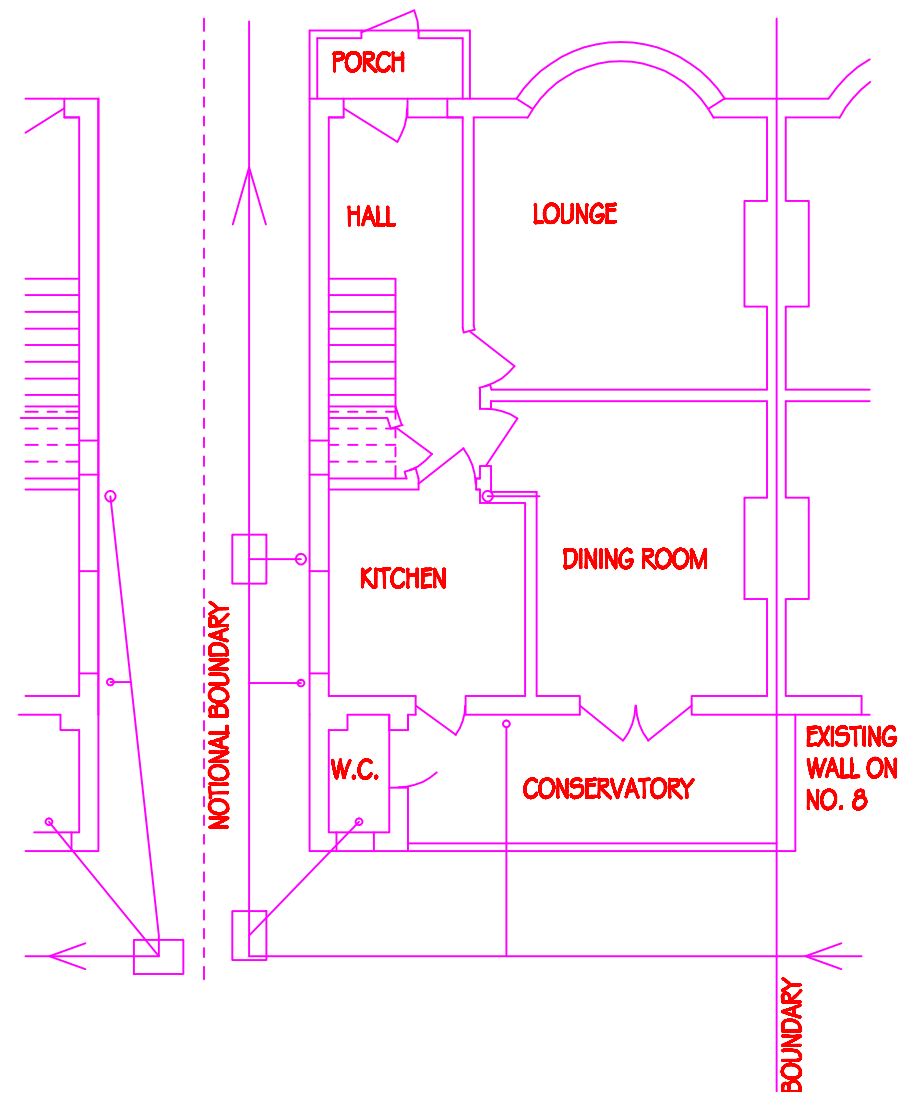 PORCH
HALL
LOUNGE
KITCHEN
DINING ROOM
NOTIONAL BOUNDARY
W.C.
CONSERVATORY
EXISTING
WALL ON
NO. 8
BOUNDARY